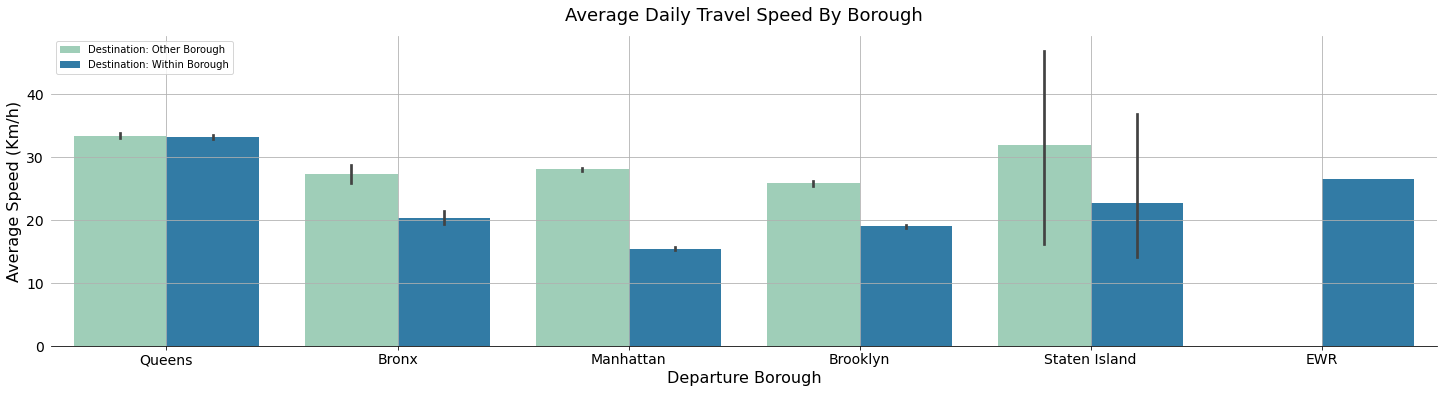 Average Daily Travel Speed By Borough
Destination: Other Borough
Destination: Within Borough
Average Speed (Km/h)
40
30
20
10
0
Queens Bronx Manhattan Brooklyn Staten Island EWR
Departure Borough